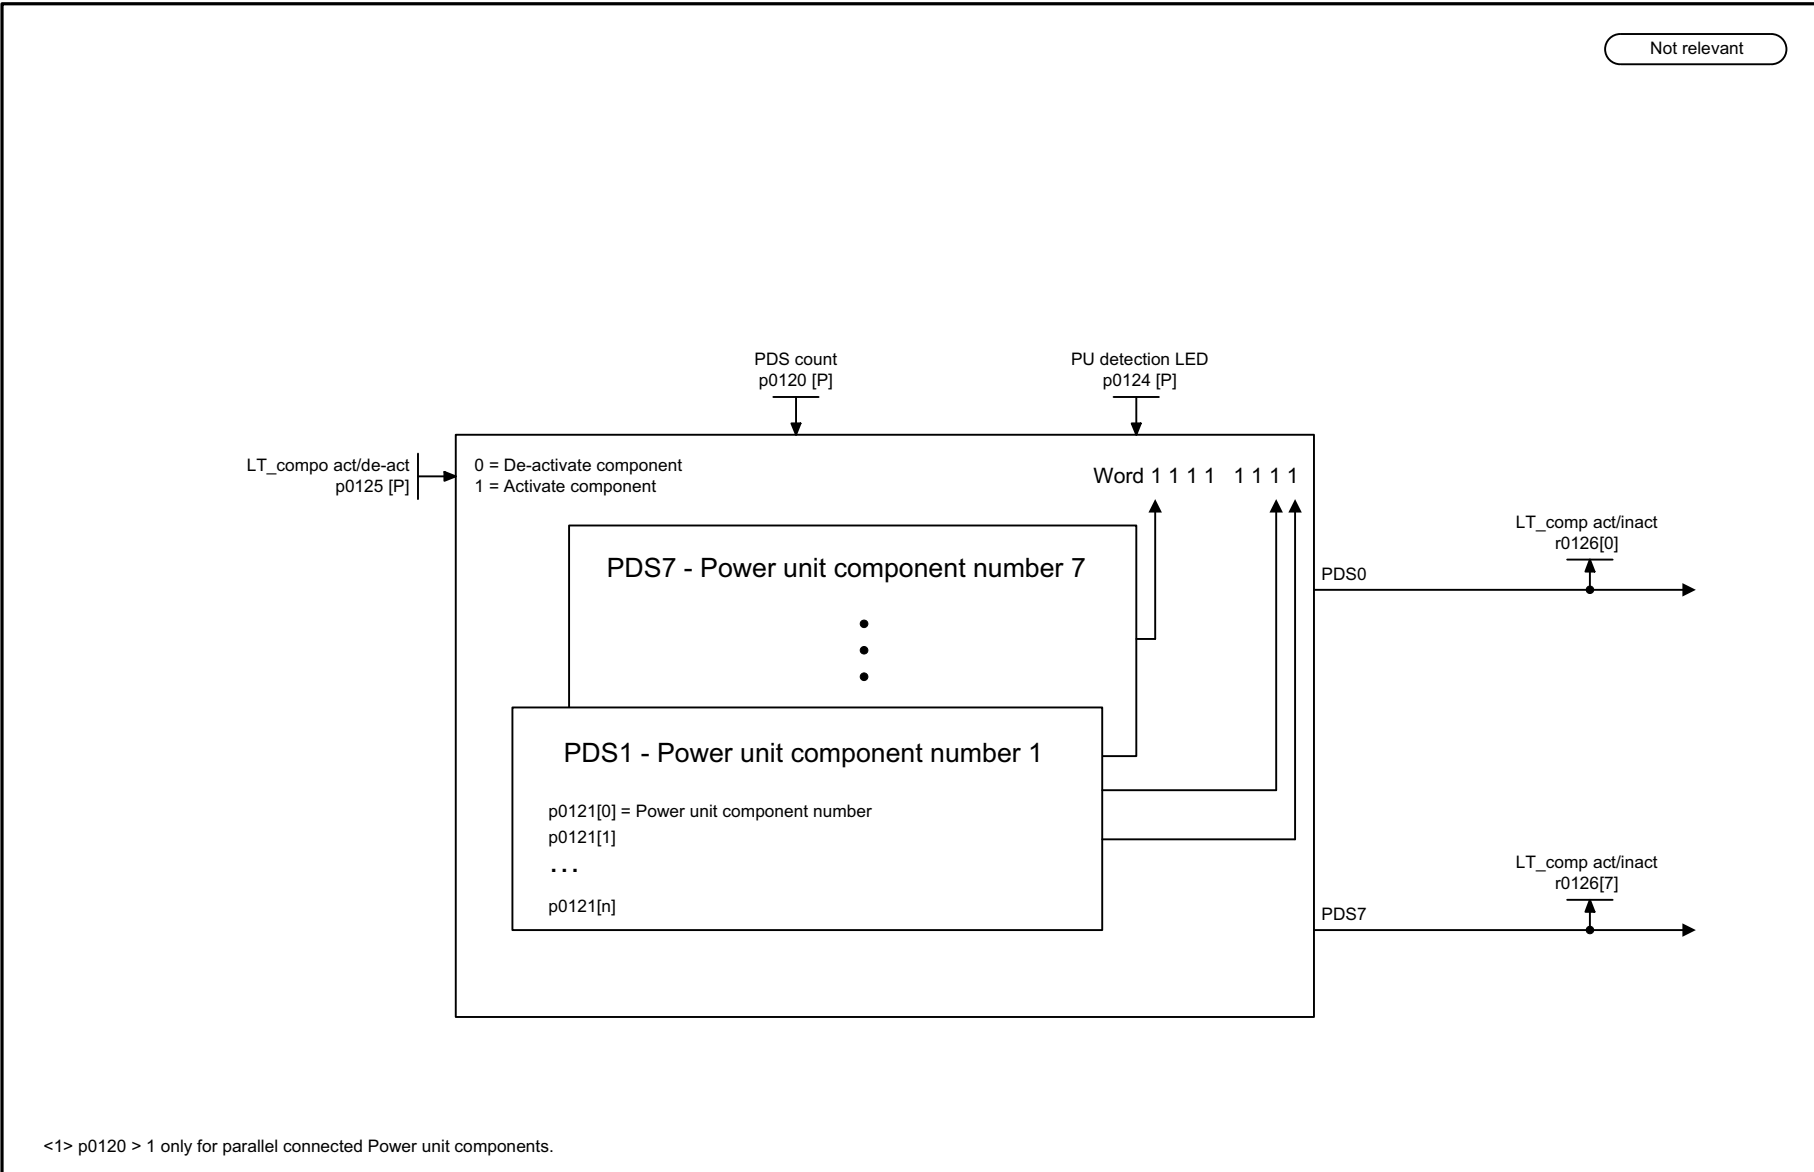 Not relevant
PDS count
p0120 [P]
PU detection LED
p0124 [P]
LT_compo act/de-act
p0125 [P]
0 = De-activate component
1 = Activate component
Word 1 1 1 1 1 1 1 1
LT_comp act/inact
r0126[0]
PDS7 - Power unit component number 7
PDS0
PDS1 - Power unit component number 1
p0121[0] = Power unit component number
p0121[1]
...
p0121[n]
LT_comp act/inact
r0126[7]
PDS7
<1> p0120 > 1 only for parallel connected Power unit components.